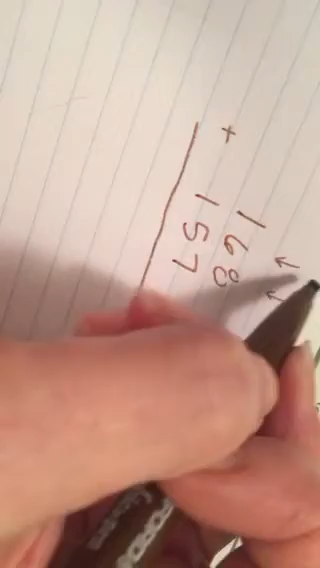 ↓ ↓
168
+ 157